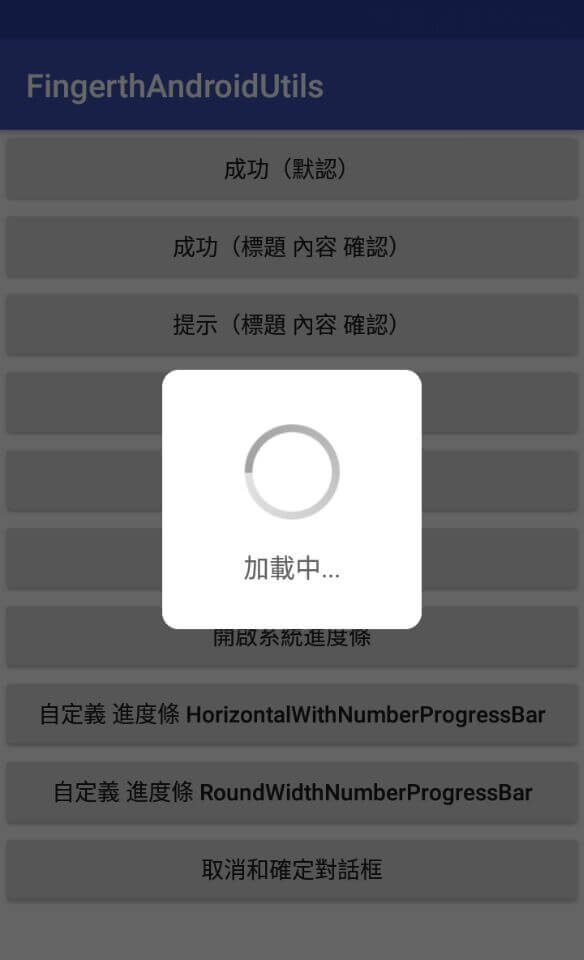 FingerthAndroidUtils
成功（默認）
成功（標題 內容 確認）
提示（標題 內容 確認）
加載中...
開啟系統進度條
自定義 進度條 HorizontalWithNumberProgressBar
自定義 進度條 RoundWidthNumberProgressBar
取消和確定對話框